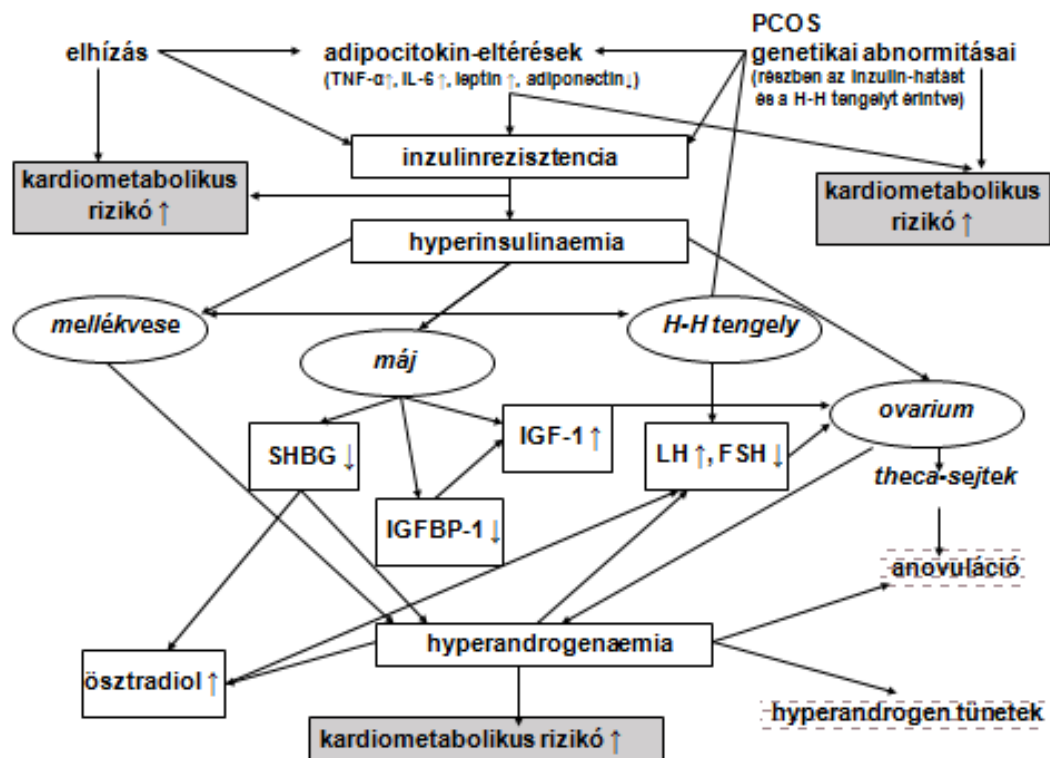 PCOS
elhízás
adipocitokin-eltérések
genetikai abnormitásai
(TNF-α↑, IL-6 ↑, leptin ↑, adiponectin↓)
(részben az inzulin-hatást
és a H-H tengelyt érintve)
inzulinrezisztencia
kardiometabolikus
rizikó ↑
kardiometabolikus
rizikó ↑
hyperinsulinaemia
mellékvese
H-H tengely
máj
ovarium
IGF-1 ↑
SHBG ↓
LH ↑, FSH ↓
theca-sejtek
IGFBP-1 ↓
anovuláció
hyperandrogenaemia
ösztradiol ↑
hyperandrogen tünetek
kardiometabolikus rizikó ↑